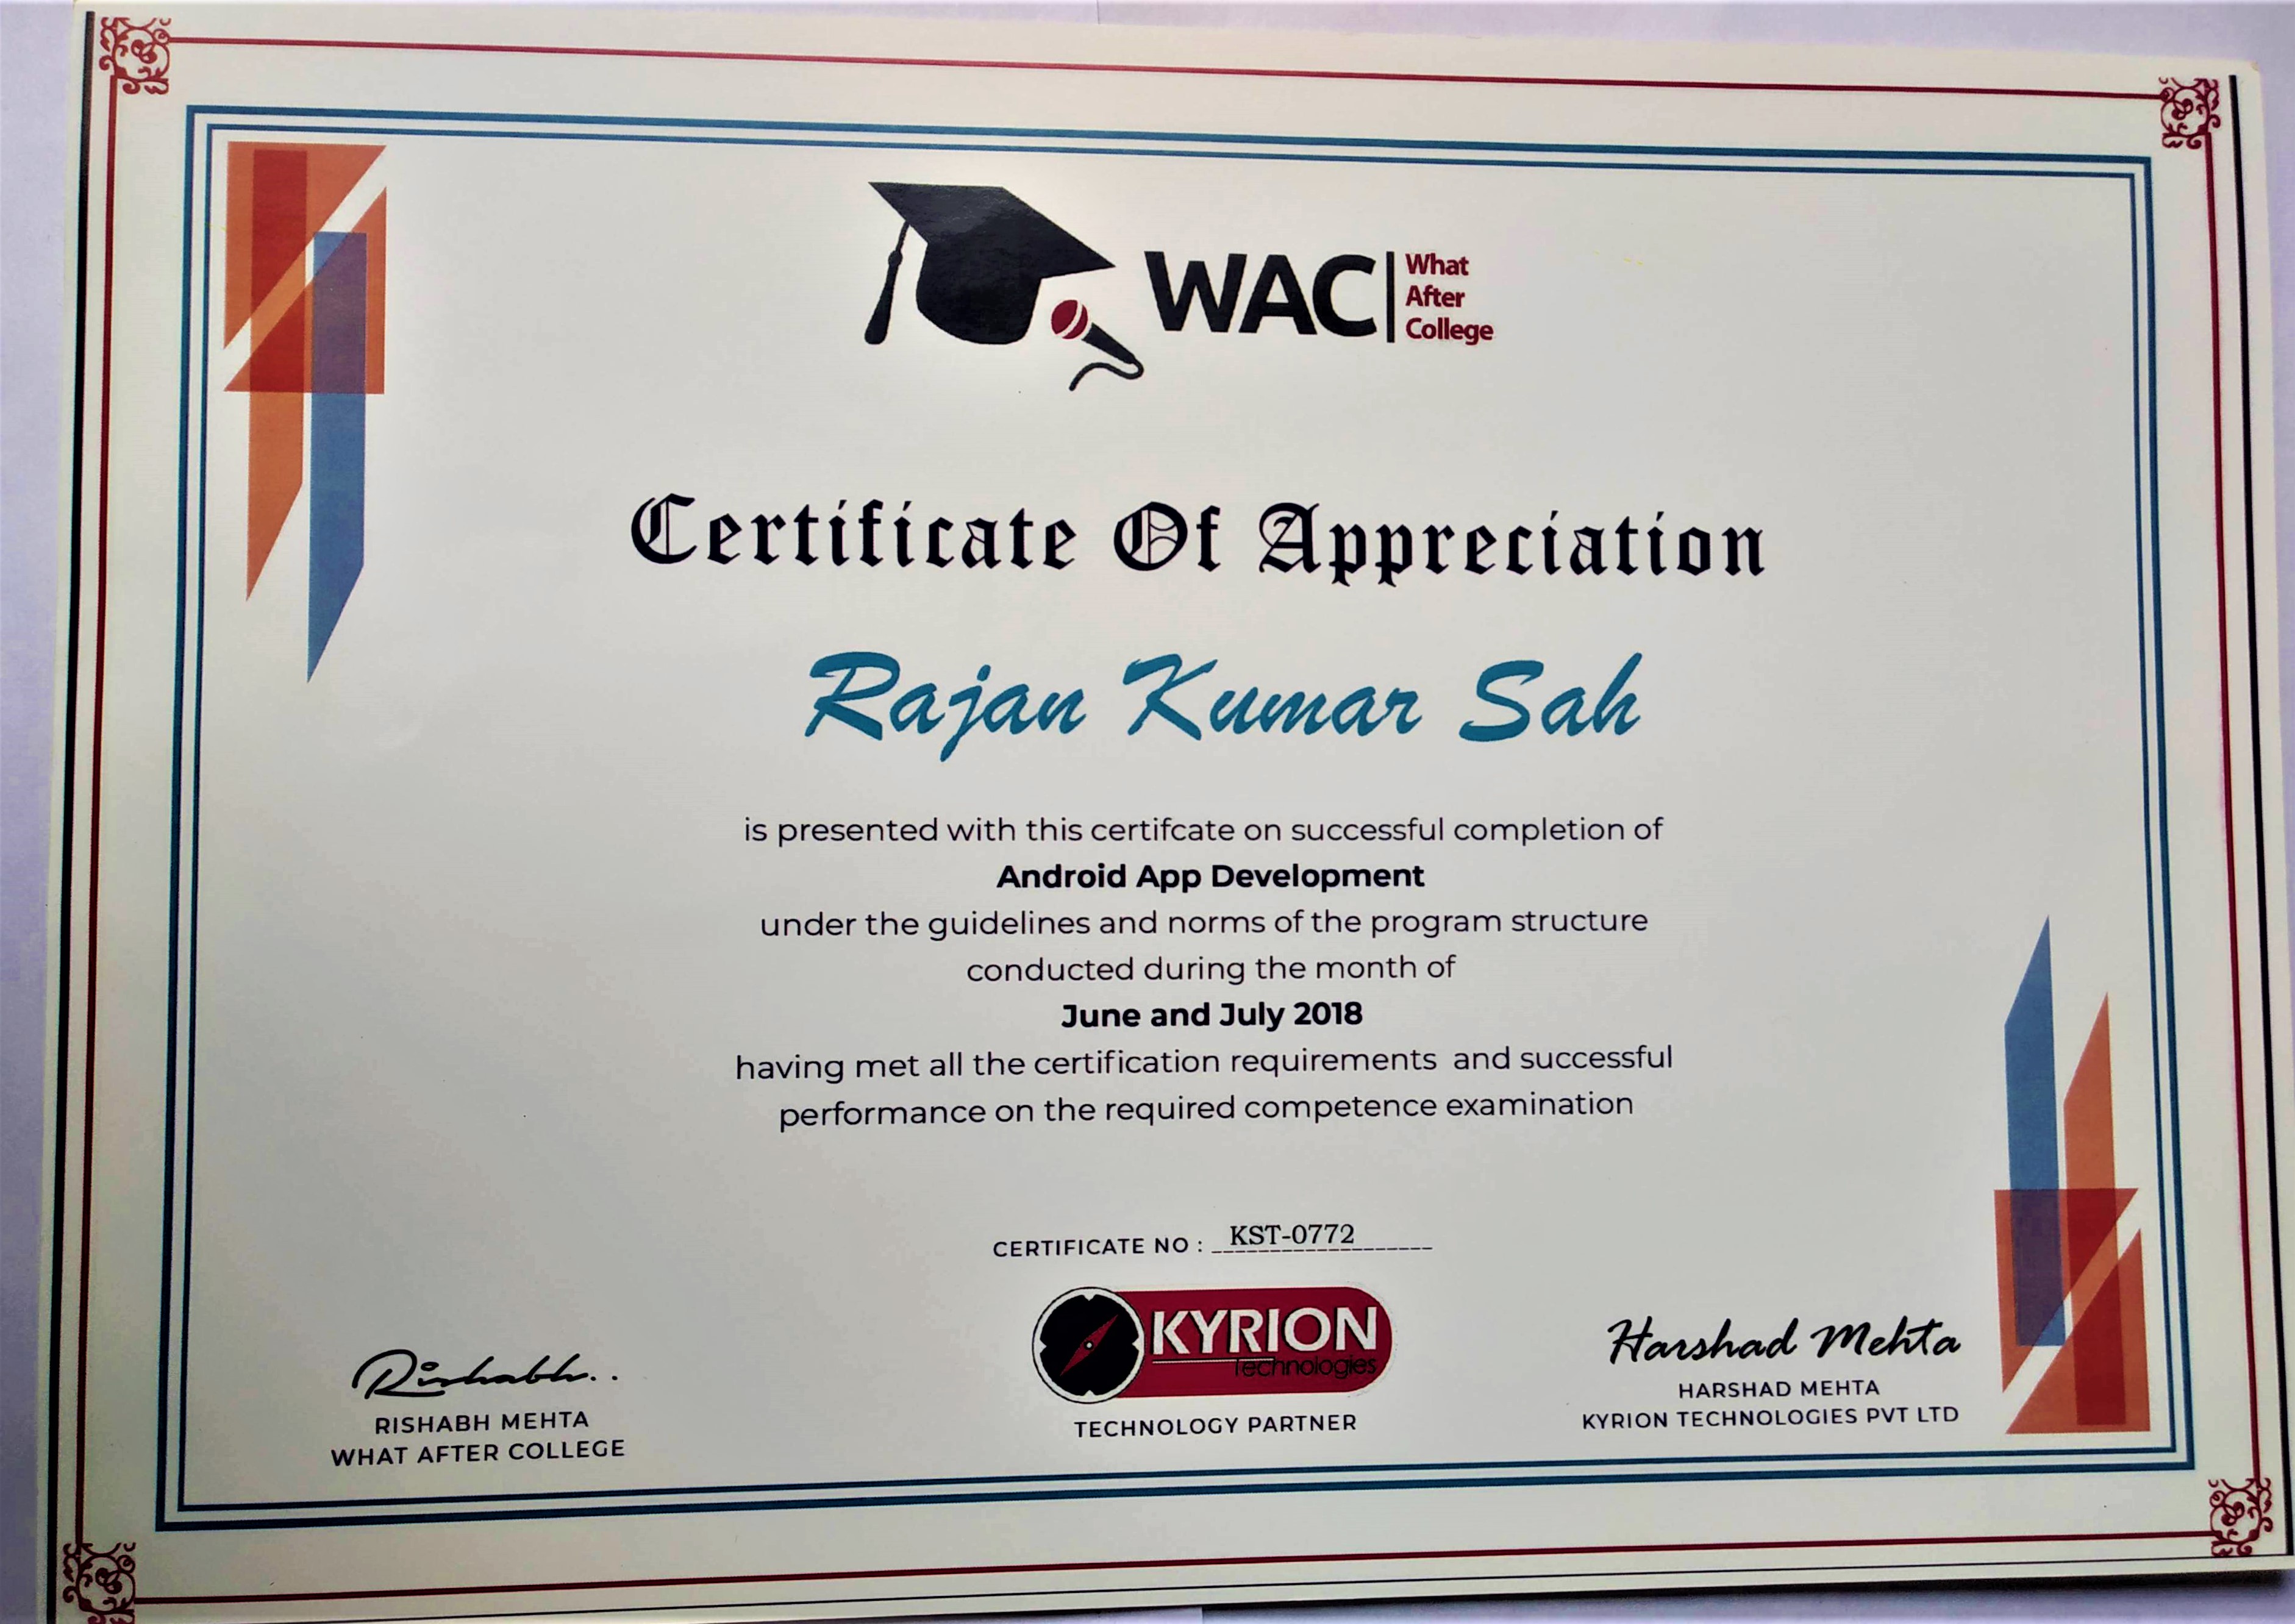 WAC
What
After
College
Certificate Of Appreciation
Rajan Kumar Sah
is presented with this certifcate on successful completion of
Android App Development
under the guidelines and norms of the program structure
conducted during the month of
June and July 2018
having met all the certification requirements and successful
performance on the required competence examination
CERTIFICATE NO : KST-0772
KYRION
Technologies
TECHNOLOGY PARTNER
Rishabh..
RISHABH MEHTA
WHAT AFTER COLLEGE
Harshad Mehta
HARSHAD MEHTA
KYRION TECHNOLOGIES PVT LTD